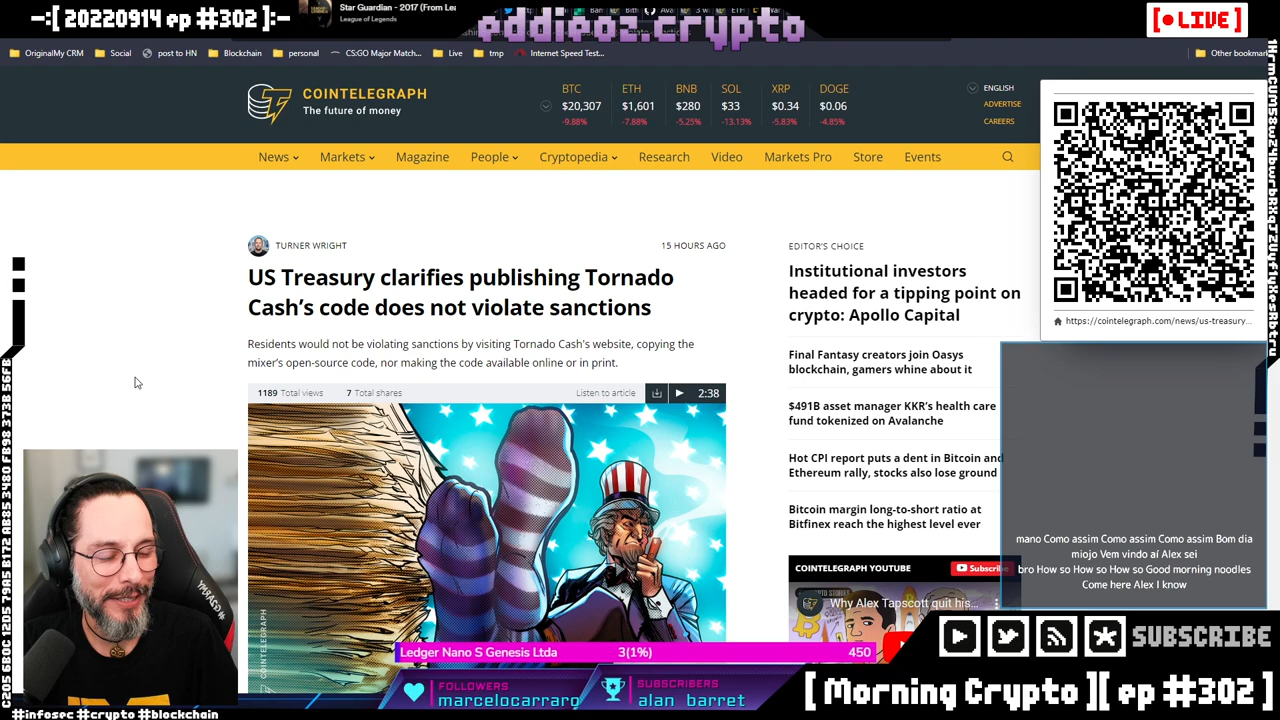 -:[ 20220914 ep #302 ]:-
Star Guardian - 2017 (From Lea
League of Legends
eddieoz.crypto
[ ● LIVE ]
OriginalMy CRM
Social
post to HN
Blockchain
personal
CS:GO Major Match...
Live
tmp
Internet Speed Test...
Other bookmar
COINTELEGRAPH
The future of money
BTC
$20,307
-9.88%
ETH
$1,601
-7.88%
BNB
$280
-5.25%
SOL
$33
-13.13%
XRP
$0.34
-5.83%
DOGE
$0.06
-4.85%
ENGLISH
ADVERTISE
CAREERS
News
Markets
Magazine
People
Cryptopedia
Research
Video
Markets Pro
Store
Events
https://cointelegraph.com/news/us-treasury...
TURNER WRIGHT
15 HOURS AGO
US Treasury clarifies publishing Tornado
Cash's code does not violate sanctions
Residents would not be violating sanctions by visiting Tornado Cash's website, copying the
mixer's open-source code, nor making the code available online or in print.
1189 Total views
7 Total shares
Listen to article
2:38
COINTELEGRAPH
EDITOR'S CHOICE
Institutional investors
headed for a tipping point on
crypto: Apollo Capital
Final Fantasy creators join Oasys
blockchain, gamers whine about it
$491B asset manager KKR's health care
fund tokenized on Avalanche
Hot CPI report puts a dent in Bitcoin and
Ethereum rally, stocks also lose ground
Bitcoin margin long-to-short ratio at
Bitfinex reach the highest level ever
COINTELEGRAPH YOUTUBE
Subscribe
Why Alex Tapscott quit his...
mano Como assim Como assim Como assim Bom dia
miojo Vem vindo aí Alex sei
bro How so How so How so Good morning noodles
Come here Alex I know
Ledger Nano S Genesis Ltda
3(1%)
450
FOLLOWERS
marcelocarraro
SUBSCRIBERS
alan barret
SUBSCRIBE
[ Morning Crypto ][ ep #302 ]
#infosec #crypto #blockchain